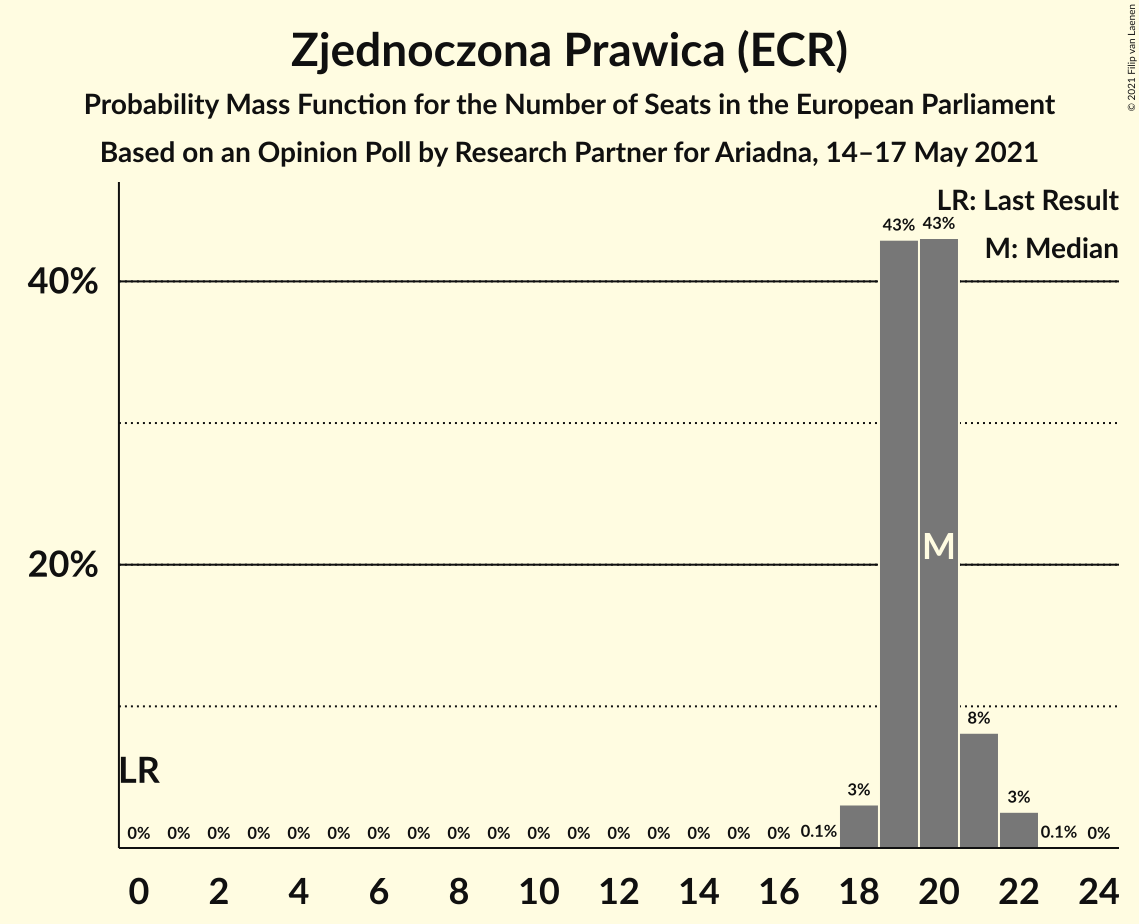 Zjednoczona Prawica (ECR)
Probability Mass Function for the Number of Seats in the European Parliament
Based on an Opinion Poll by Research Partner for Ariadna, 14–17 May 2021
© 2021 Filip van Laenen
LR: Last Result
M: Median
43% 43%
40%
20%
M
8%
LR
3% 3%
0% 0% 0% 0% 0% 0% 0% 0% 0% 0% 0% 0% 0% 0% 0% 0% 0% 0.1% 0.1% 0%
0 2 4 6 8 10 12 14 16 18 20 22 24